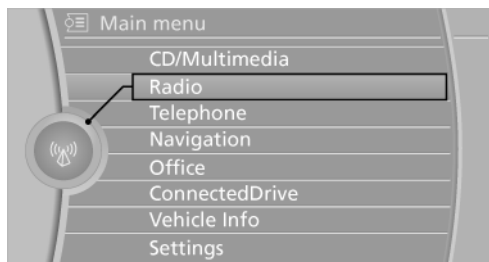 Main menu
CD/Multimedia
Radio
Telephone
Navigation
Office
ConnectedDrive
Vehicle Info
Settings